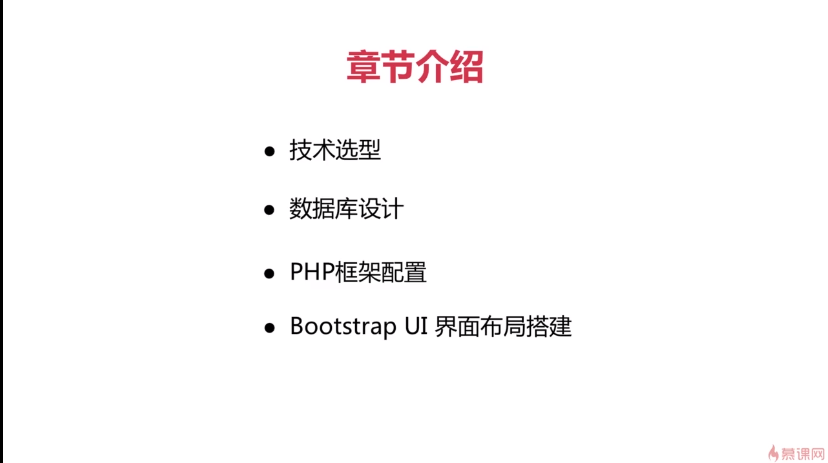 章节介绍
● 技术选型
● 数据库设计
● PHP框架配置
● Bootstrap UI 界面布局搭建
慕课网